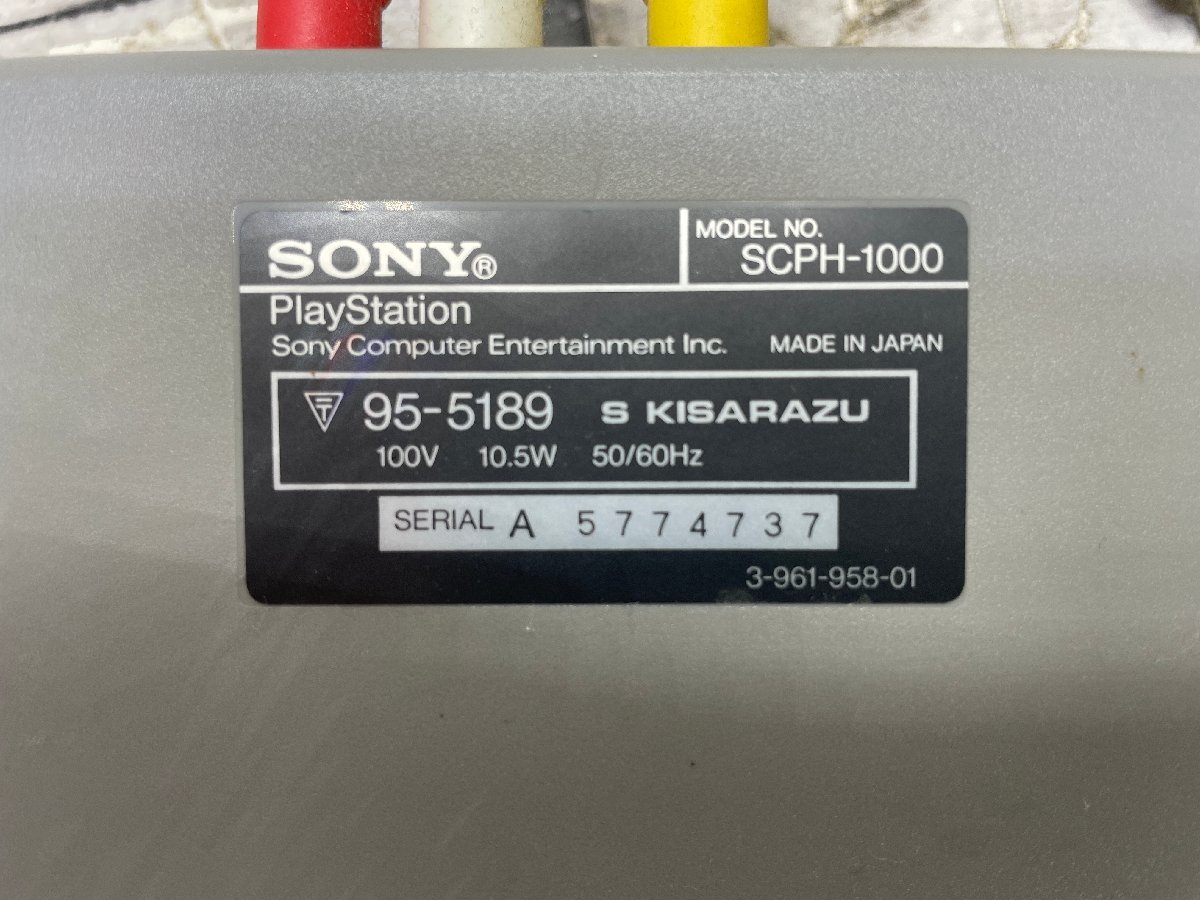 SONY®
MODEL NO.
SCPH-1000
PlayStation
Sony Computer Entertainment Inc. MADE IN JAPAN
T 95-5189 S KISARAZU
100V 10.5W 50/60Hz
SERIAL A 5774737
3-961-958-01